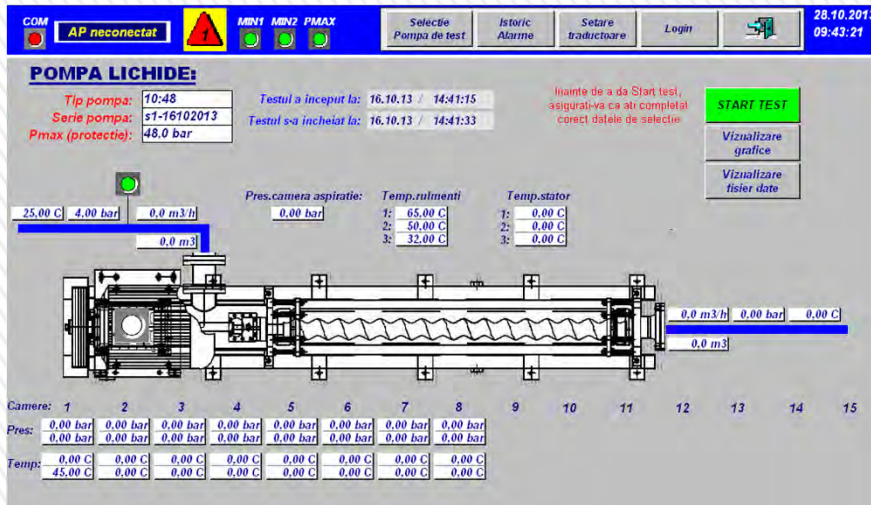 COM
AP neconectat
1
MIN1 MIN2 PMAX
Selectie
Pompa de test
Istoric
Alarme
Setare
traductoare
Login
28.10.2013
09:43:21
POMPA LICHIDE:
Tip pompa: 10:48
Serie pompa: s1-16102013
Pmax (protectie): 48.0 bar
Testul a inceput la: 16.10.13 / 14:41:15
Testul s-a incheiat la: 16.10.13 / 14:41:33
Inainte de a da Start test,
asigurati-va ca ati completat
corect datele de selectie
START TEST
Vizualizare
grafice
Vizualizare
fisier date
25,00 C 4,00 bar 0,0 m3/h
0,0 m3
Pres.camera aspiratie:
0,00 bar
Temp.rulmenti
1: 65,00 C
2: 50,00 C
3: 32,00 C
Temp.stator
1: 0,00 C
2: 0,00 C
3: 0,00 C
0,0 m3/h 0,00 bar 0,00 C
0,0 m3
Camere: 1 2 3 4 5 6 7 8 9 10 11 12 13 14 15
Pres: 0,00 bar 0,00 bar 0,00 bar 0,00 bar 0,00 bar 0,00 bar 0,00 bar 0,00 bar
0,00 bar 0,00 bar 0,00 bar 0,00 bar 0,00 bar 0,00 bar 0,00 bar 0,00 bar
Temp: 0,00 C 0,00 C 0,00 C 0,00 C 0,00 C 0,00 C 0,00 C 0,00 C
45,00 C 0,00 C 0,00 C 0,00 C 0,00 C 0,00 C 0,00 C 0,00 C